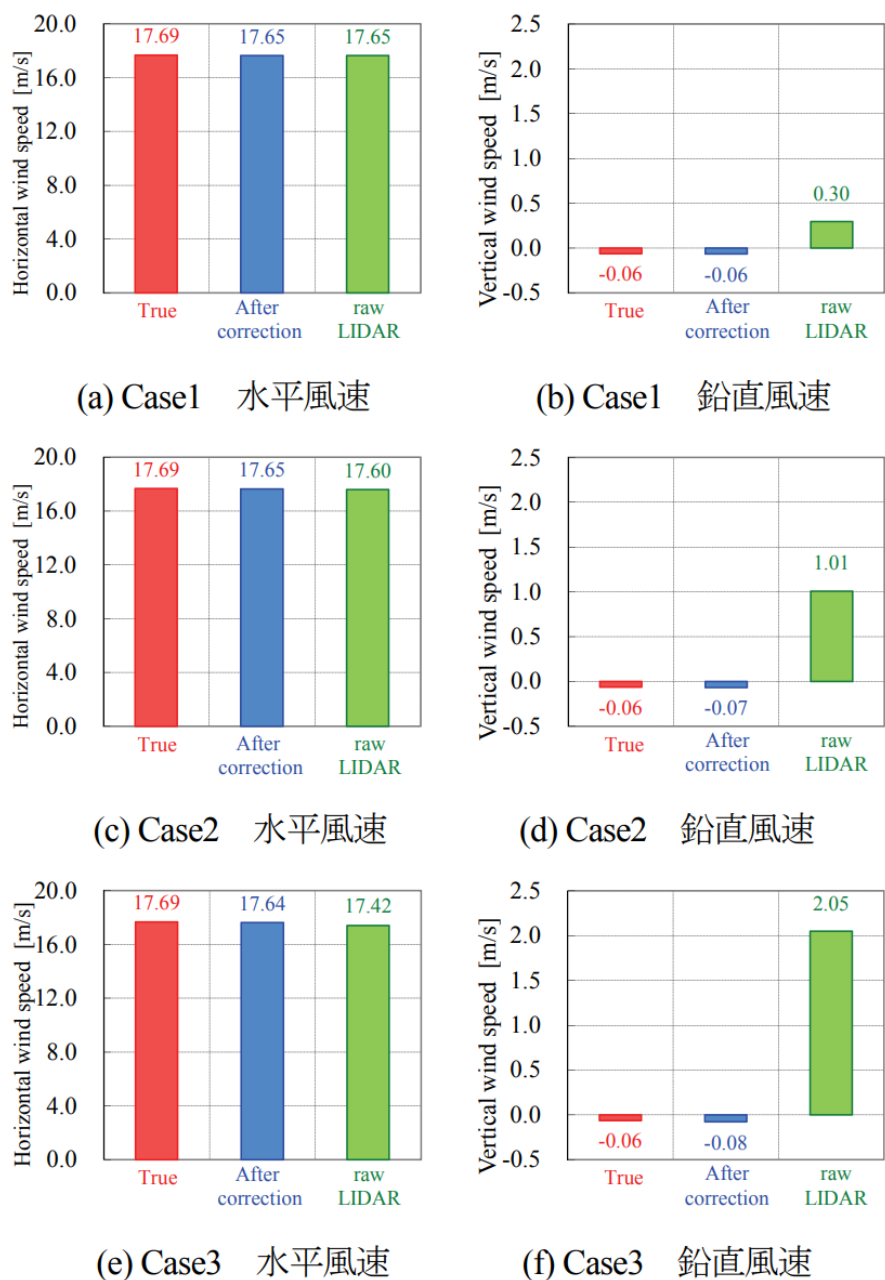 Horizontal wind speed [m/s]
20.0
16.0
12.0
8.0
4.0
0.0
17.69
17.65
17.65
True
After
correction
raw
LIDAR
(a) Case1 水平風速
Vertical wind speed [m/s]
2.5
2.0
1.5
1.0
0.5
0.0
-0.5
-0.06
-0.06
0.30
True
After
correction
raw
LIDAR
(b) Case1 鉛直風速
Horizontal wind speed [m/s]
20.0
16.0
12.0
8.0
4.0
0.0
17.69
17.65
17.60
True
After
correction
raw
LIDAR
(c) Case2 水平風速
Vertical wind speed [m/s]
2.5
2.0
1.5
1.0
0.5
0.0
-0.5
-0.06
-0.07
1.01
True
After
correction
raw
LIDAR
(d) Case2 鉛直風速
Horizontal wind speed [m/s]
20.0
16.0
12.0
8.0
4.0
0.0
17.69
17.64
17.42
True
After
correction
raw
LIDAR
(e) Case3 水平風速
Vertical wind speed [m/s]
2.5
2.0
1.5
1.0
0.5
0.0
-0.5
-0.06
-0.08
2.05
True
After
correction
raw
LIDAR
(f) Case3 鉛直風速